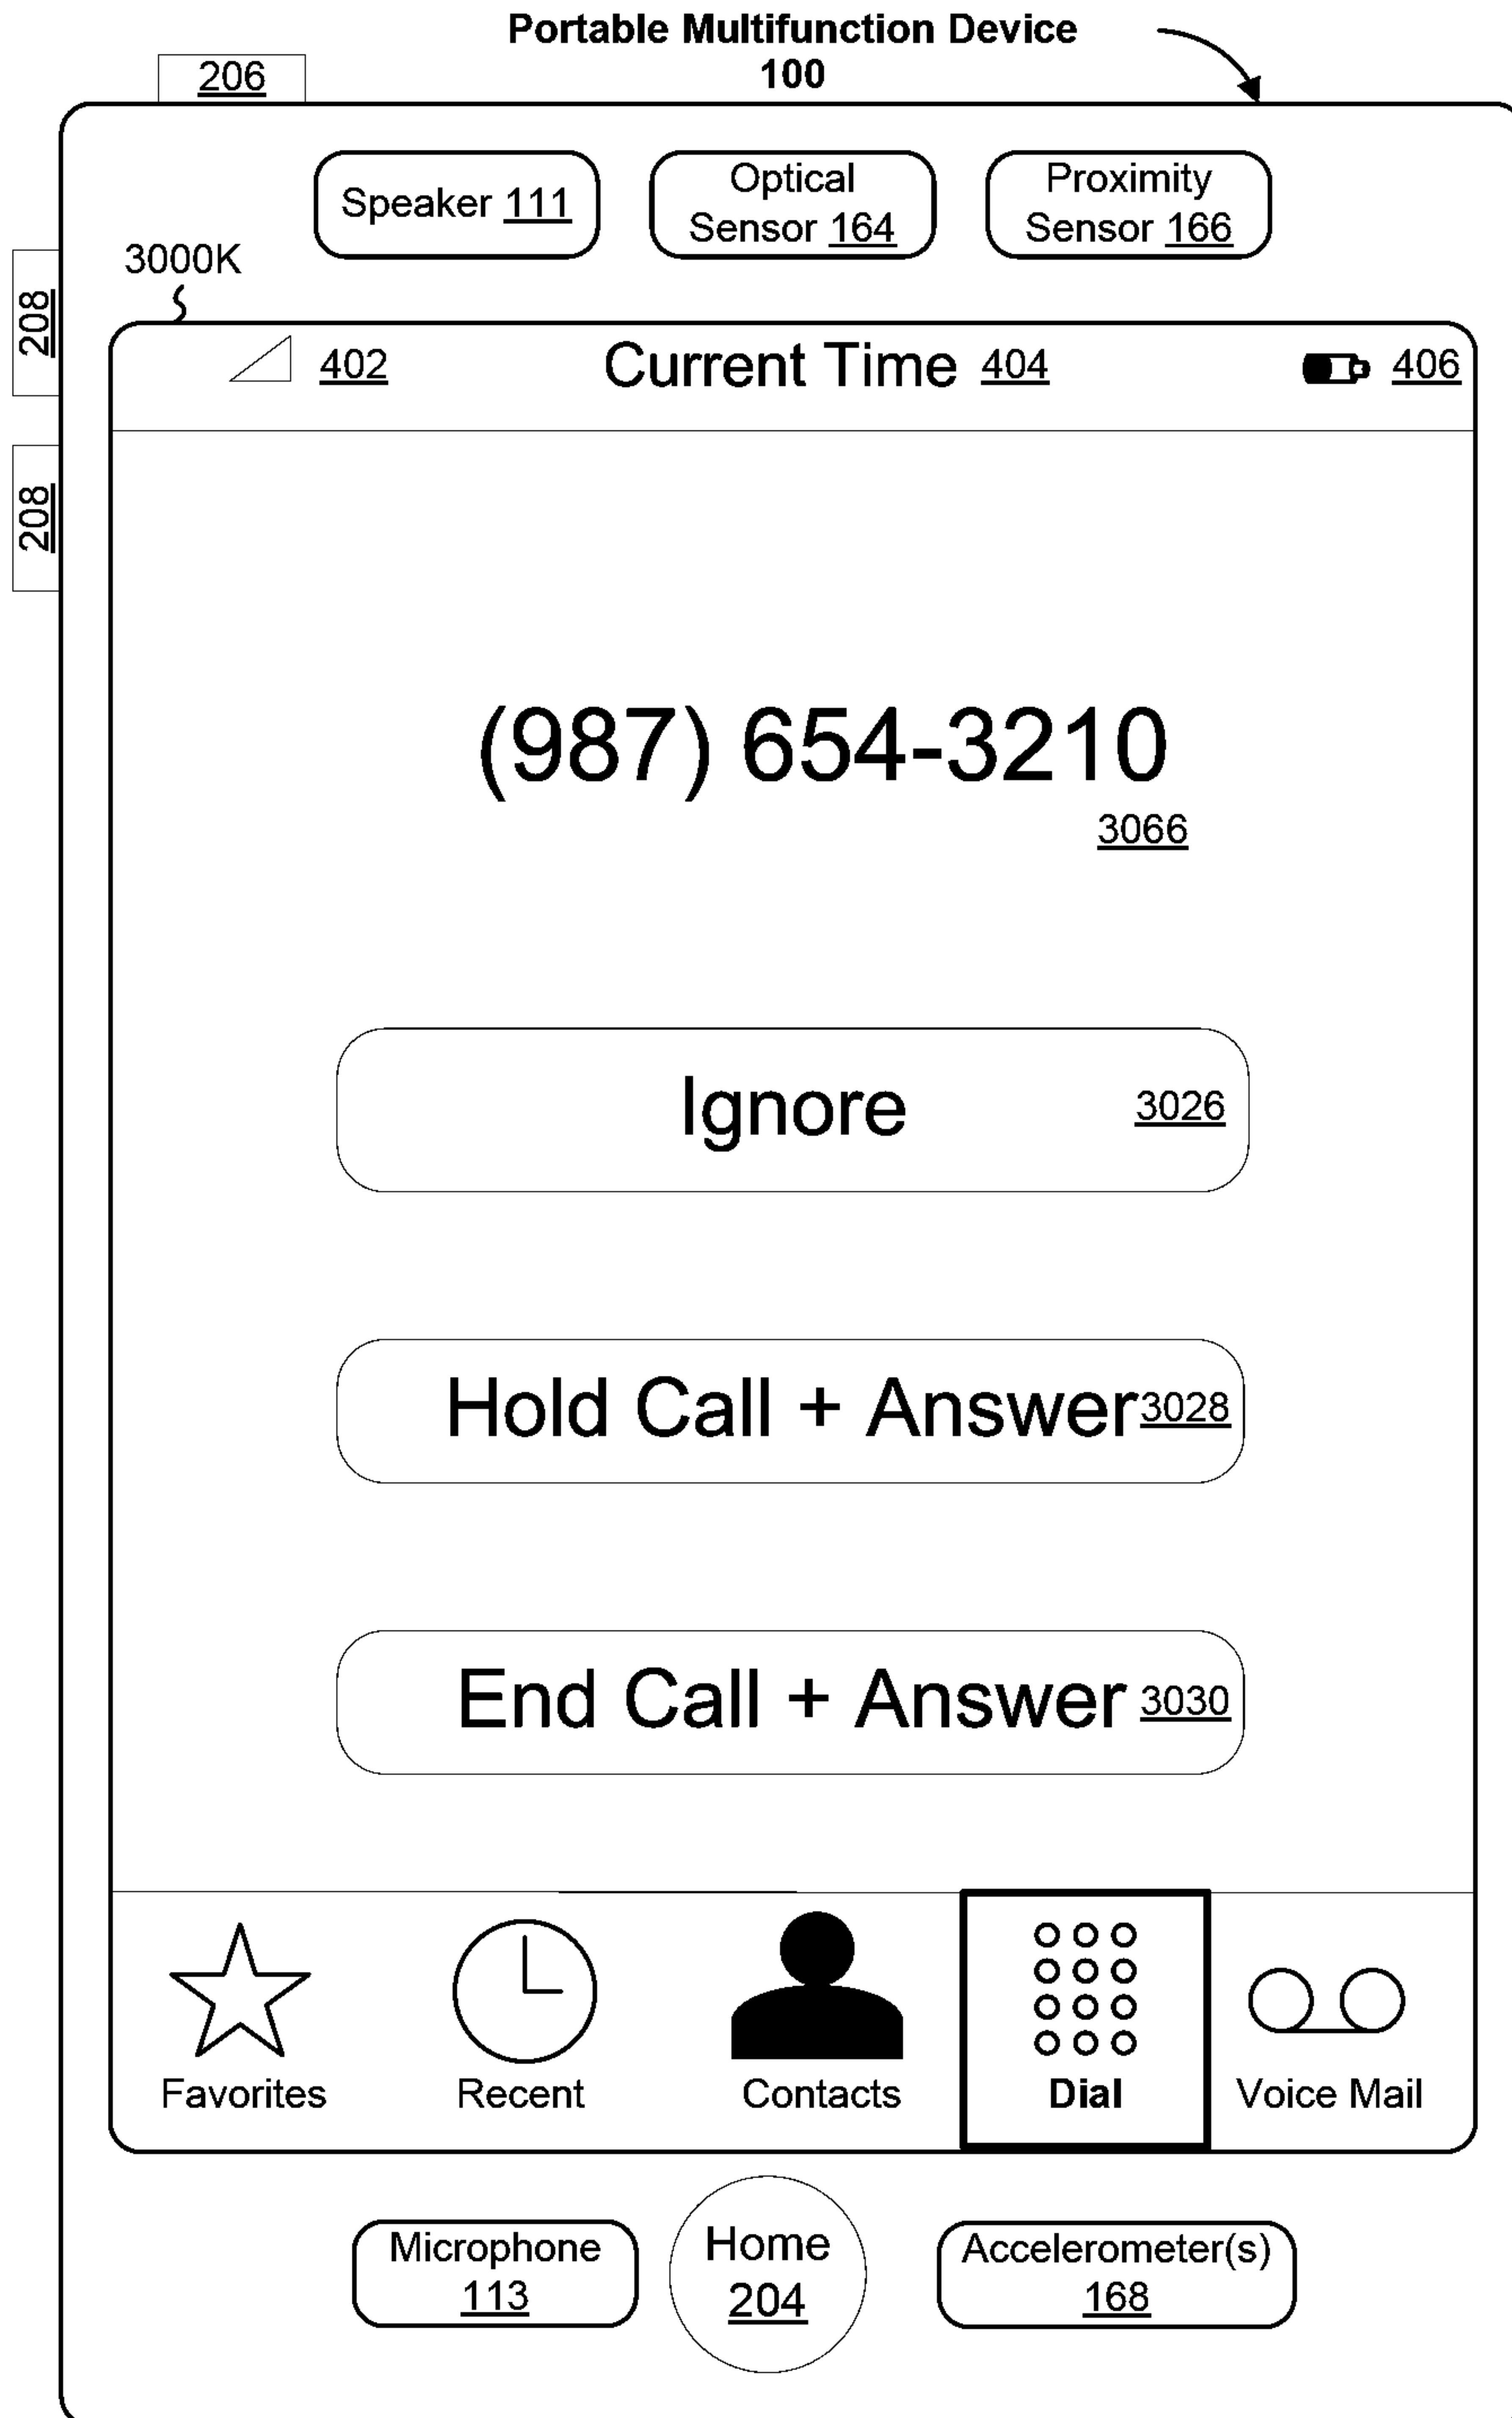 Portable Multifunction Device
100
206
Speaker 111
Optical
Sensor 164
Proximity
Sensor 166
3000K
208
208
402
Current Time 404
406
(987) 654-3210
3066
Ignore 3026
Hold Call + Answer 3028
End Call + Answer 3030
Favorites
Recent
Contacts
Dial
Voice Mail
Microphone
113
Home
204
Accelerometer(s)
168